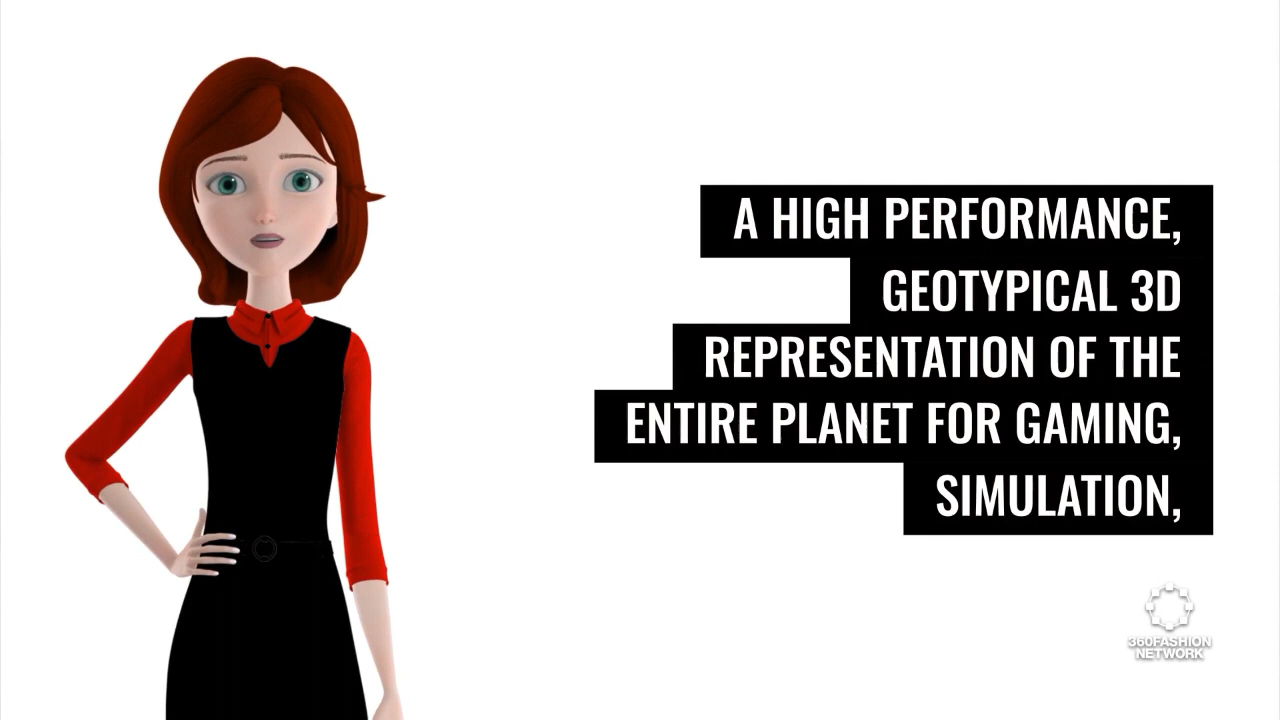 A HIGH PERFORMANCE,
GEOTYPICAL 3D
REPRESENTATION OF THE
ENTIRE PLANET FOR GAMING,
SIMULATION,
360FASHION
NETWORK